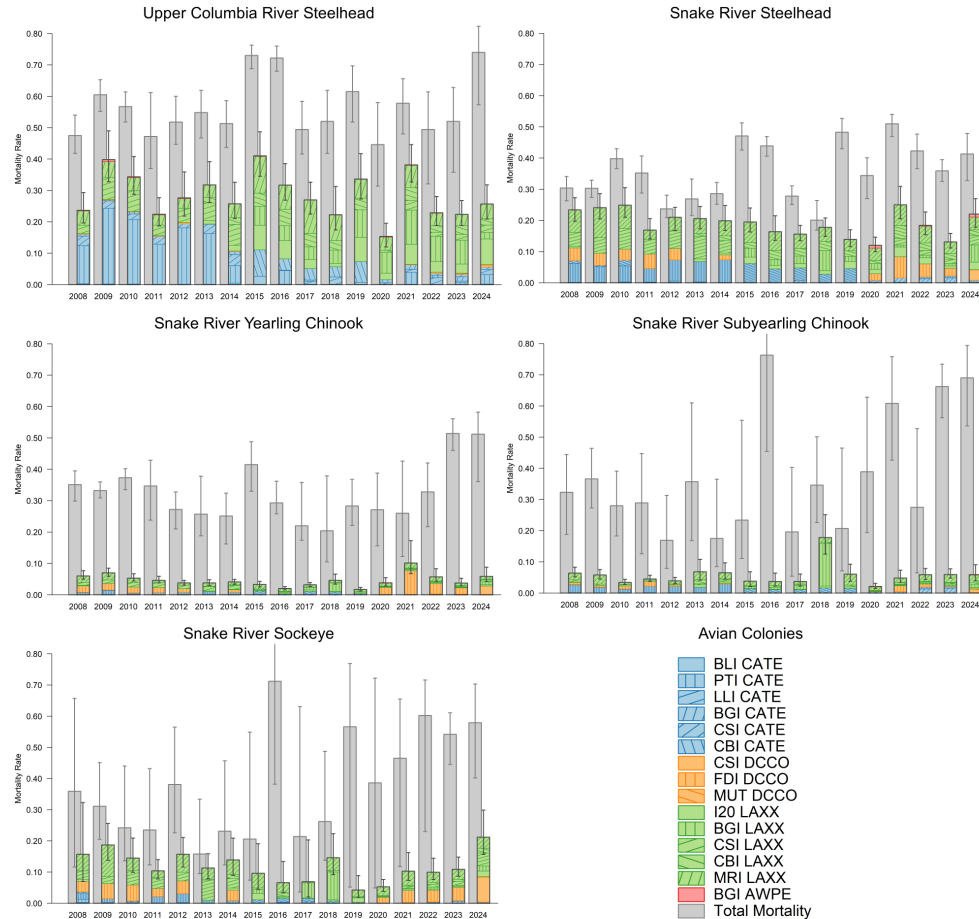 Upper Columbia River Steelhead
Mortality Rate
0.80
0.70
0.60
0.50
0.40
0.30
0.20
0.10
0.00
2008 2009 2010 2011 2012 2013 2014 2015 2016 2017 2018 2019 2020 2021 2022 2023 2024
Snake River Steelhead
Mortality Rate
0.80
0.70
0.60
0.50
0.40
0.30
0.20
0.10
0.00
2008 2009 2010 2011 2012 2013 2014 2015 2016 2017 2018 2019 2020 2021 2022 2023 2024
Snake River Yearling Chinook
Mortality Rate
0.80
0.70
0.60
0.50
0.40
0.30
0.20
0.10
0.00
2008 2009 2010 2011 2012 2013 2014 2015 2016 2017 2018 2019 2020 2021 2022 2023 2024
Snake River Subyearling Chinook
Mortality Rate
0.80
0.70
0.60
0.50
0.40
0.30
0.20
0.10
0.00
2008 2009 2010 2011 2012 2013 2014 2015 2016 2017 2018 2019 2020 2021 2022 2023 2024
Snake River Sockeye
Mortality Rate
0.80
0.70
0.60
0.50
0.40
0.30
0.20
0.10
0.00
2008 2009 2010 2011 2012 2013 2014 2015 2016 2017 2018 2019 2020 2021 2022 2023 2024
Avian Colonies
BLI CATE
PTI CATE
LLI CATE
BGI CATE
CSI CATE
CBI CATE
CSI DCCO
FDI DCCO
MUT DCCO
I20 LAXX
BGI LAXX
CSI LAXX
CBI LAXX
MRI LAXX
BGI AWPE
Total Mortality